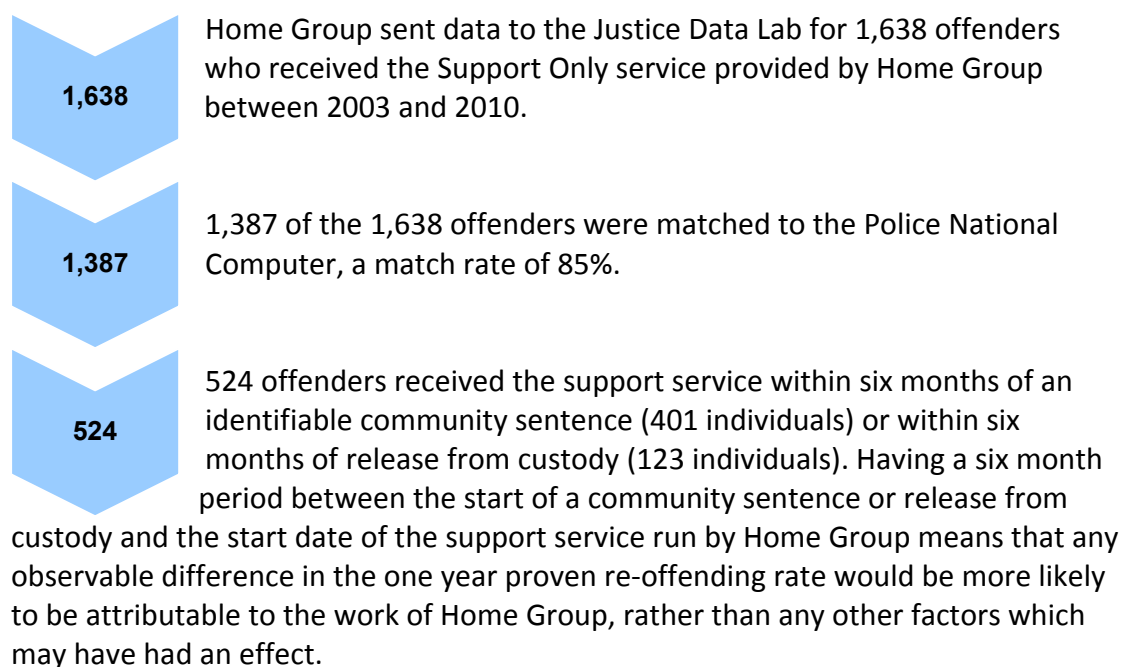 1,638
Home Group sent data to the Justice Data Lab for 1,638 offenders
who received the Support Only service provided by Home Group
between 2003 and 2010.
1,387
1,387 of the 1,638 offenders were matched to the Police National
Computer, a match rate of 85%.
524
524 offenders received the support service within six months of an
identifiable community sentence (401 individuals) or within six
months of release from custody (123 individuals). Having a six month
period between the start of a community sentence or release from
custody and the start date of the support service run by Home Group means that any
observable difference in the one year proven re-offending rate would be more likely
to be attributable to the work of Home Group, rather than any other factors which
may have had an effect.